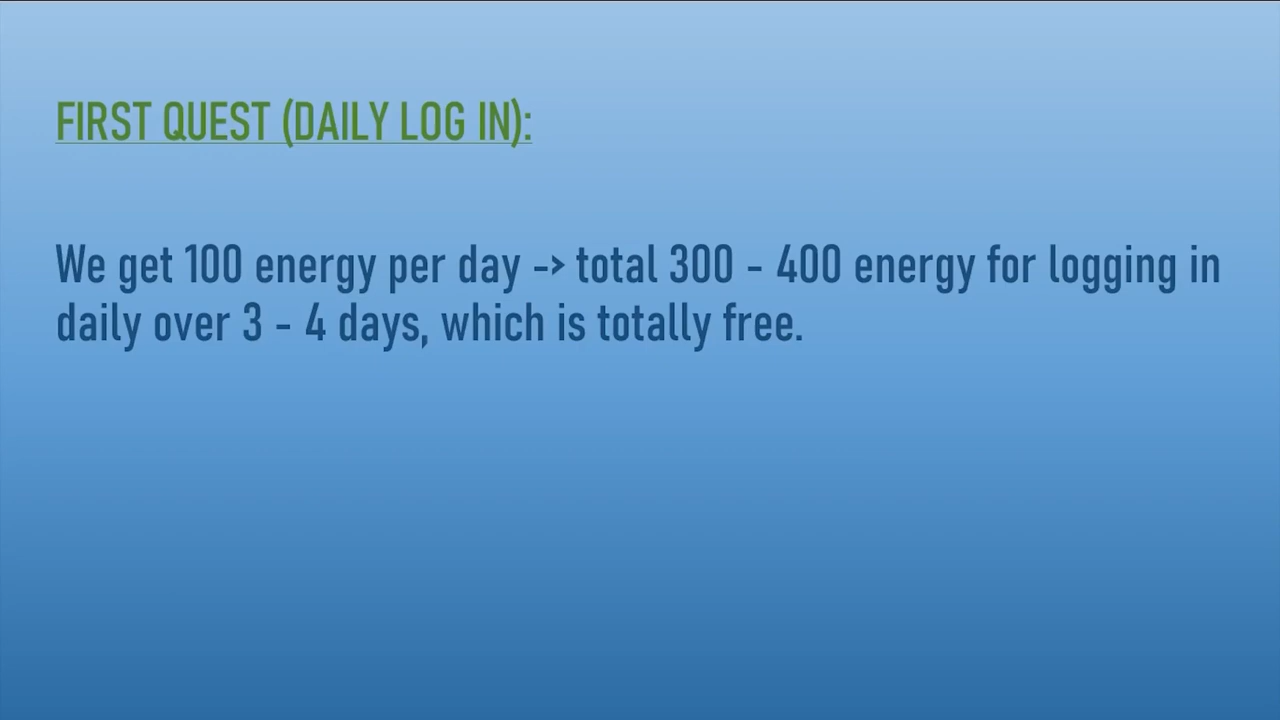 FIRST QUEST (DAILY LOG IN):
We get 100 energy per day -> total 300 - 400 energy for logging in
daily over 3 - 4 days, which is totally free.